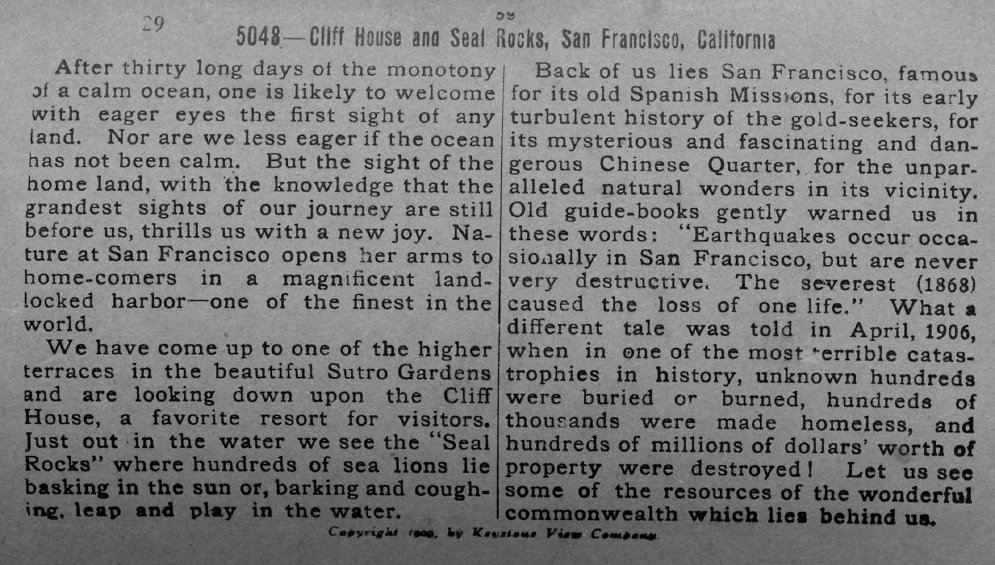 29
59
5048.—Cliff House and Seal Rocks, San Francisco, California
After thirty long days of the monotony
of a calm ocean, one is likely to welcome
with eager eyes the first sight of any
land. Nor are we less eager if the ocean
has not been calm. But the sight of the
home land, with the knowledge that the
grandest sights of our journey are still
before us, thrills us with a new joy. Na-
ture at San Francisco opens her arms to
home-comers in a magnificent land-
locked harbor—one of the finest in the
world.
We have come up to one of the higher
terraces in the beautiful Sutro Gardens
and are looking down upon the Cliff
House, a favorite resort for visitors.
Just out in the water we see the "Seal
Rocks" where hundreds of sea lions lie
basking in the sun or, barking and cough-
ing, leap and play in the water.
Back of us lies San Francisco, famous
for its old Spanish Missions, for its early
turbulent history of the gold-seekers, for
its mysterious and fascinating and dan-
gerous Chinese Quarter, for the unpar-
alleled natural wonders in its vicinity.
Old guide-books gently warned us in
these words: "Earthquakes occur occa-
sionally in San Francisco, but are never
very destructive. The severest (1868)
caused the loss of one life." What a
different tale was told in April, 1906,
when in one of the most terrible catas-
trophies in history, unknown hundreds
were buried or burned, hundreds of
thousands were made homeless, and
hundreds of millions of dollars' worth of
property were destroyed! Let us see
some of the resources of the wonderful
commonwealth which lies behind us.
Copyright by Keystone View Company.